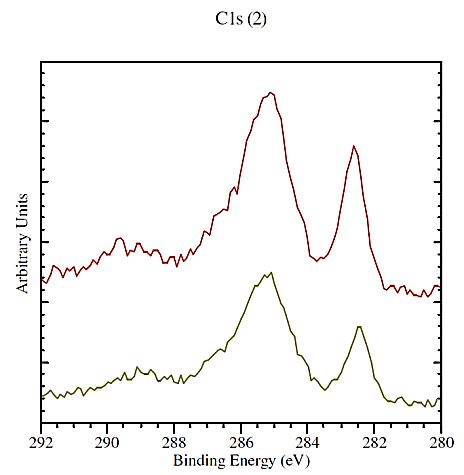 C1s (2)
Arbitrary Units
292 290 288 286 284 282 280
Binding Energy (eV)